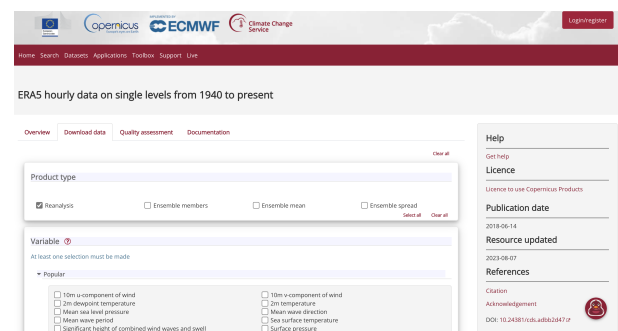 Copernicus
IMPLEMENTED BY
ECMWF
Climate Change
Service
Login/register
Home Search Datasets Applications Toolbox Support Live
ERA5 hourly data on single levels from 1940 to present
Overview Download data Quality assessment Documentation
Clear all
Product type
Reanalysis Ensemble members Ensemble mean Ensemble spread
Select all Clear all
Variable ?
At least one selection must be made
Popular
10m u-component of wind 10m v-component of wind
2m dewpoint temperature 2m temperature
Mean sea level pressure Mean wave direction
Mean wave period Sea surface temperature
Significant height of combined wind waves and swell Surface pressure
Help
Get help
Licence
Licence to use Copernicus Products
Publication date
2018-06-14
Resource updated
2023-08-07
References
Citation
Acknowledgement
DOI: 10.24381/cds.adbb2d47